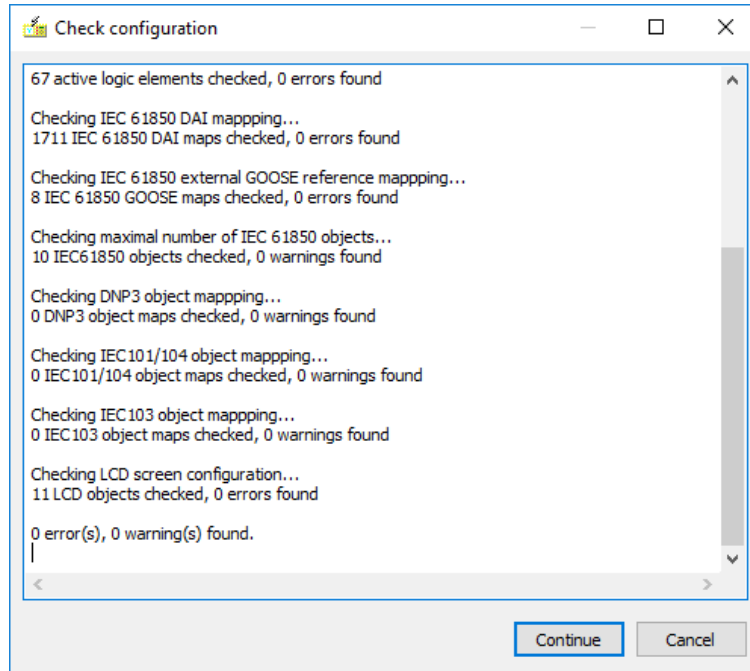 Check configuration
67 active logic elements checked, 0 errors found
Checking IEC 61850 DAI mappping...
1711 IEC 61850 DAI maps checked, 0 errors found
Checking IEC 61850 external GOOSE reference mappping...
8 IEC 61850 GOOSE maps checked, 0 errors found
Checking maximal number of IEC 61850 objects...
10 IEC61850 objects checked, 0 warnings found
Checking DNP3 object mappping...
0 DNP3 object maps checked, 0 warnings found
Checking IEC101/104 object mappping...
0 IEC101/104 object maps checked, 0 warnings found
Checking IEC103 object mappping...
0 IEC103 object maps checked, 0 warnings found
Checking LCD screen configuration...
11 LCD objects checked, 0 errors found
0 error(s), 0 warning(s) found.
Continue
Cancel